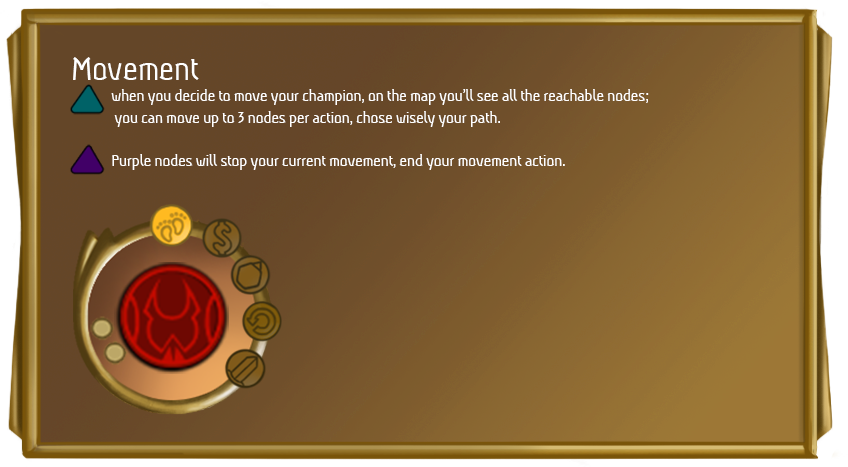 Movement
when you decide to move your champion, on the map you'll see all the reachable nodes;
you can move up to 3 nodes per action, chose wisely your path.
Purple nodes will stop your current movement, end your movement action.